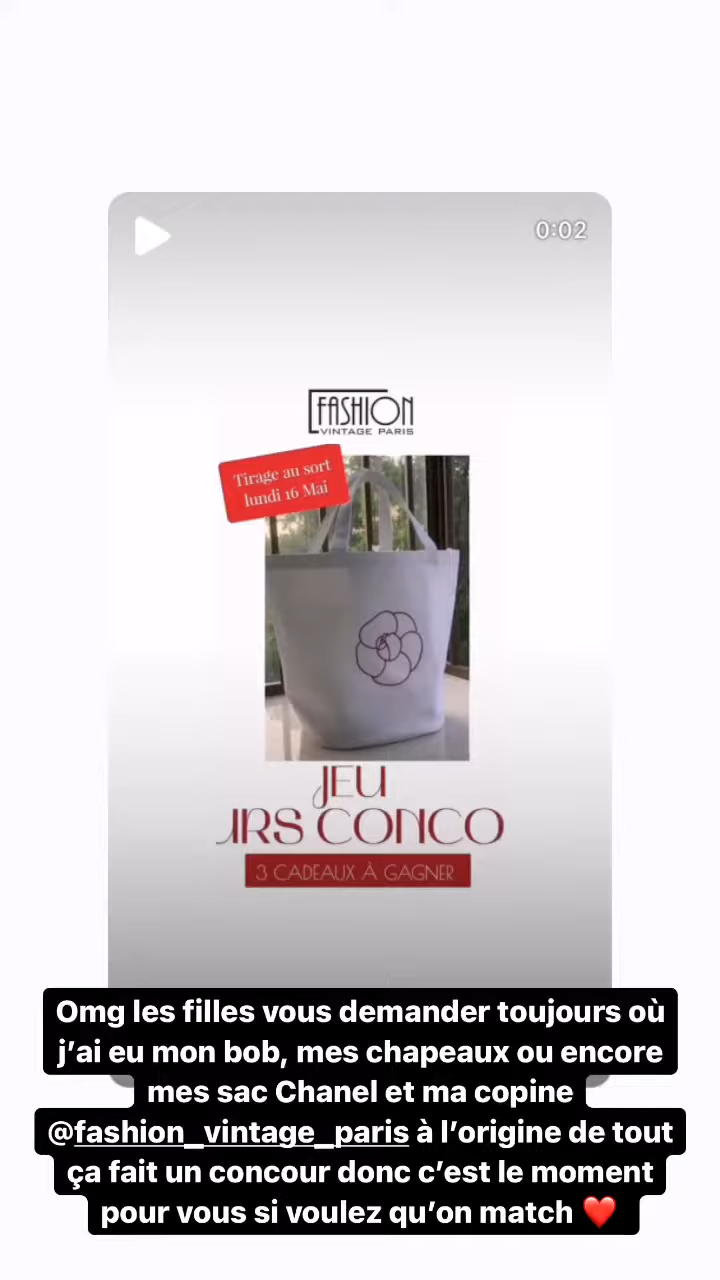 0:02
FASHION
VINTAGE PARIS
Tirage au sort
lundi 16 Mai
JEU
JRS CONCO
3 CADEAUX À GAGNER
Omg les filles vous demander toujours où
j’ai eu mon bob, mes chapeaux ou encore
mes sac Chanel et ma copine
@fashion_vintage_paris à l’origine de tout
ça fait un concour donc c’est le moment
pour vous si voulez qu’on match ❤️